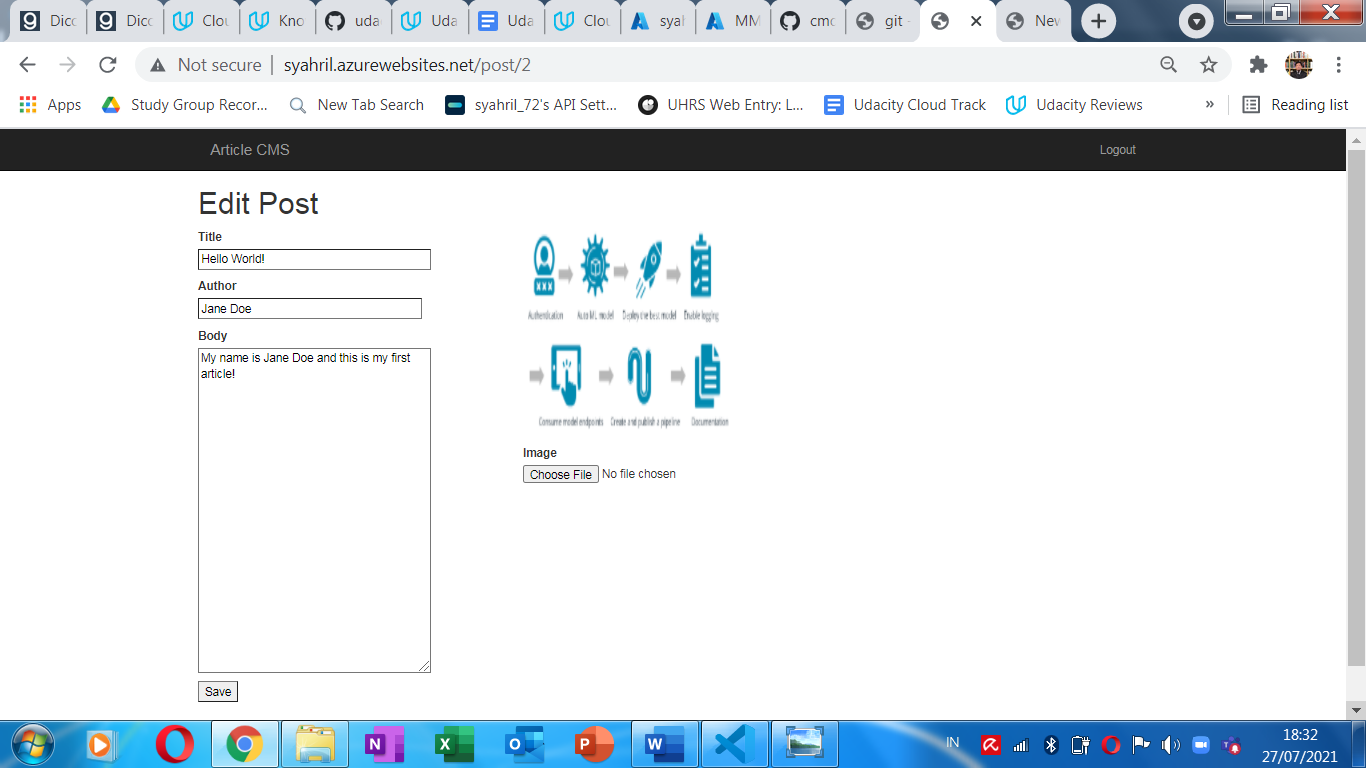 Dico
Dicc
Clou
Kno
uda
Uda
Uda
Clou
syah
MM
cmc
git -
New
Not secure
syahril.azurewebsites.net/post/2
Apps
Study Group Recor...
New Tab Search
syahril_72's API Sett...
UHRS Web Entry: L...
Udacity Cloud Track
Udacity Reviews
»
Reading list
Article CMS
Logout
Edit Post
Title
Hello World!
Author
Jane Doe
Body
My name is Jane Doe and this is my first
article!
Authentication
Auto ML model
Deploy the best model
Enable logging
Consume model endpoints
Create and publish a pipeline
Documentation
Image
Choose File No file chosen
Save
IN
18:32
27/07/2021